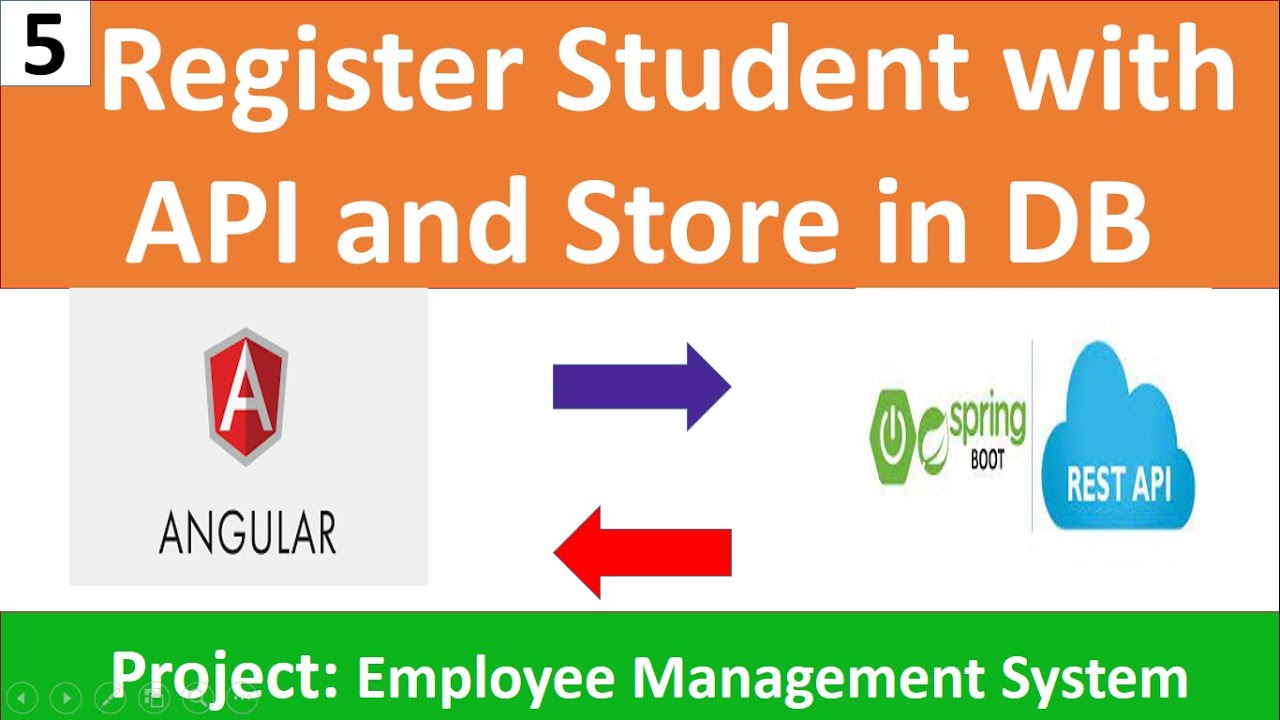 5
Register Student with
API and Store in DB
A
ANGULAR
spring
BOOT
REST API
Project: Employee Management System